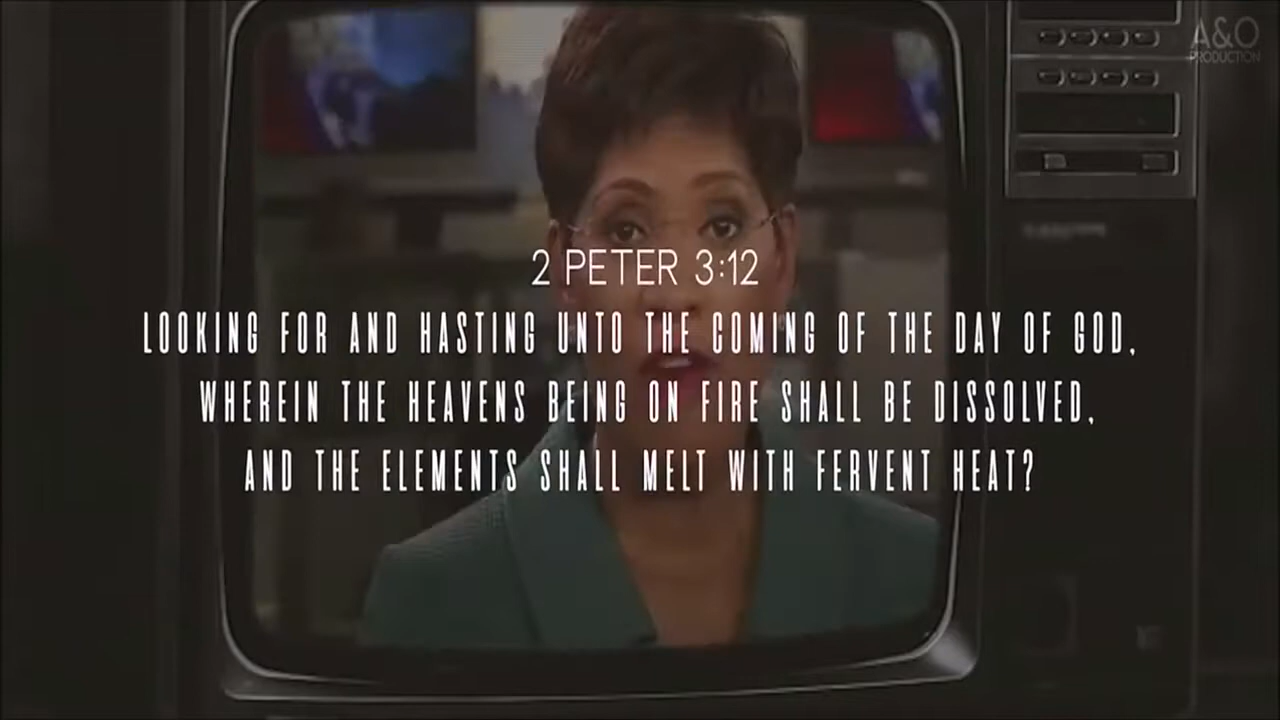 A&O
PRODUCTION
2 PETER 3:12
LOOKING FOR AND HASTING UNTO THE COMING OF THE DAY OF GOD,
WHEREIN THE HEAVENS BEING ON FIRE SHALL BE DISSOLVED,
AND THE ELEMENTS SHALL MELT WITH FERVENT HEAT?